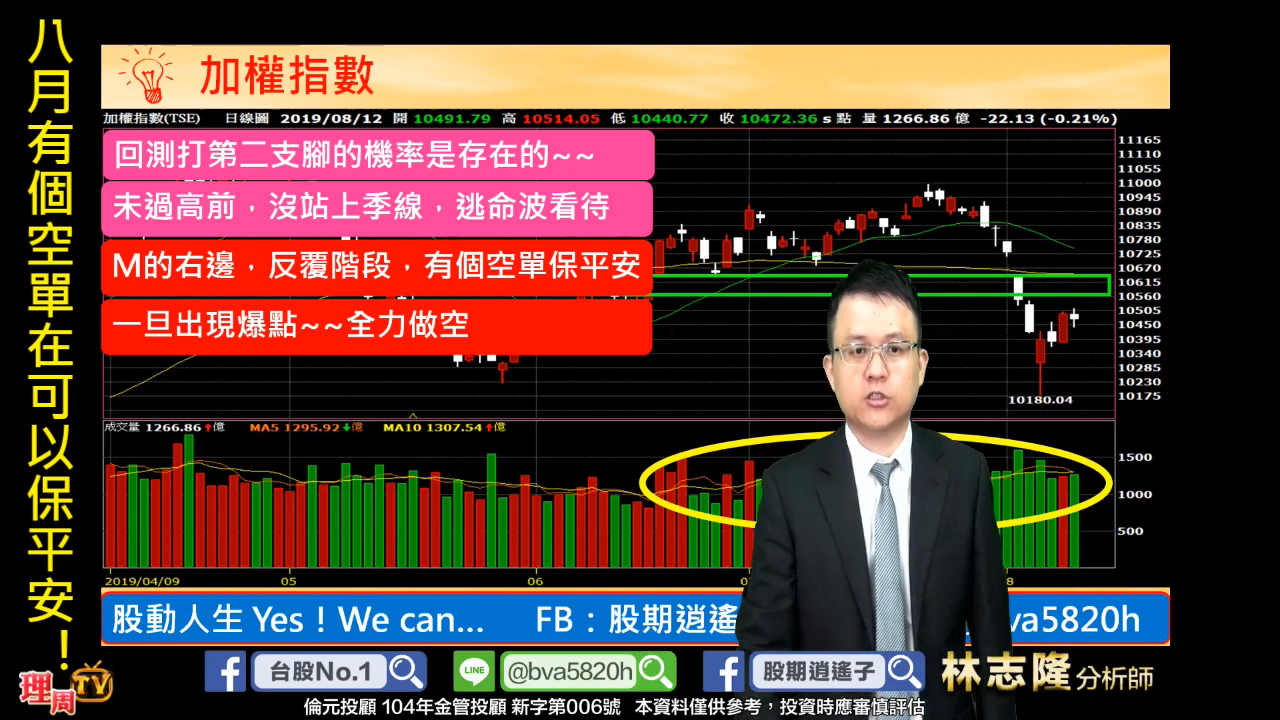 八月有個空單在可以保平安！
加權指數
加權指數(TSE) 日線圖 2019/08/12 開 10491.79 高 10514.05 低 10440.77 收 10472.36 s 點 量 1266.86 億 -22.13 (-0.21%)
回測打第二支腳的機率是存在的~~
未過高前，沒站上季線，逃命波看待
M的右邊，反覆階段，有個空單保平安
一旦出現爆點~~全力做空
11165
11110
11055
11000
10945
10890
10835
10780
10725
10670
10615
10560
10505
10450
10395
10340
10285
10230
10175
10180.04
成交量 1266.86↑億 MA5 1295.92↓億 MA10 1307.54↑億
1500
1000
500
2019/04/09 05 06 8
股動人生 Yes！We can... FB：股期逍遙 va5820h
台股No.1 LINE @bva5820h 股期逍遙子 林志隆 分析師
理周TV
倫元投顧 104年金管投顧 新字第006號 本資料僅供參考，投資時應審慎評估